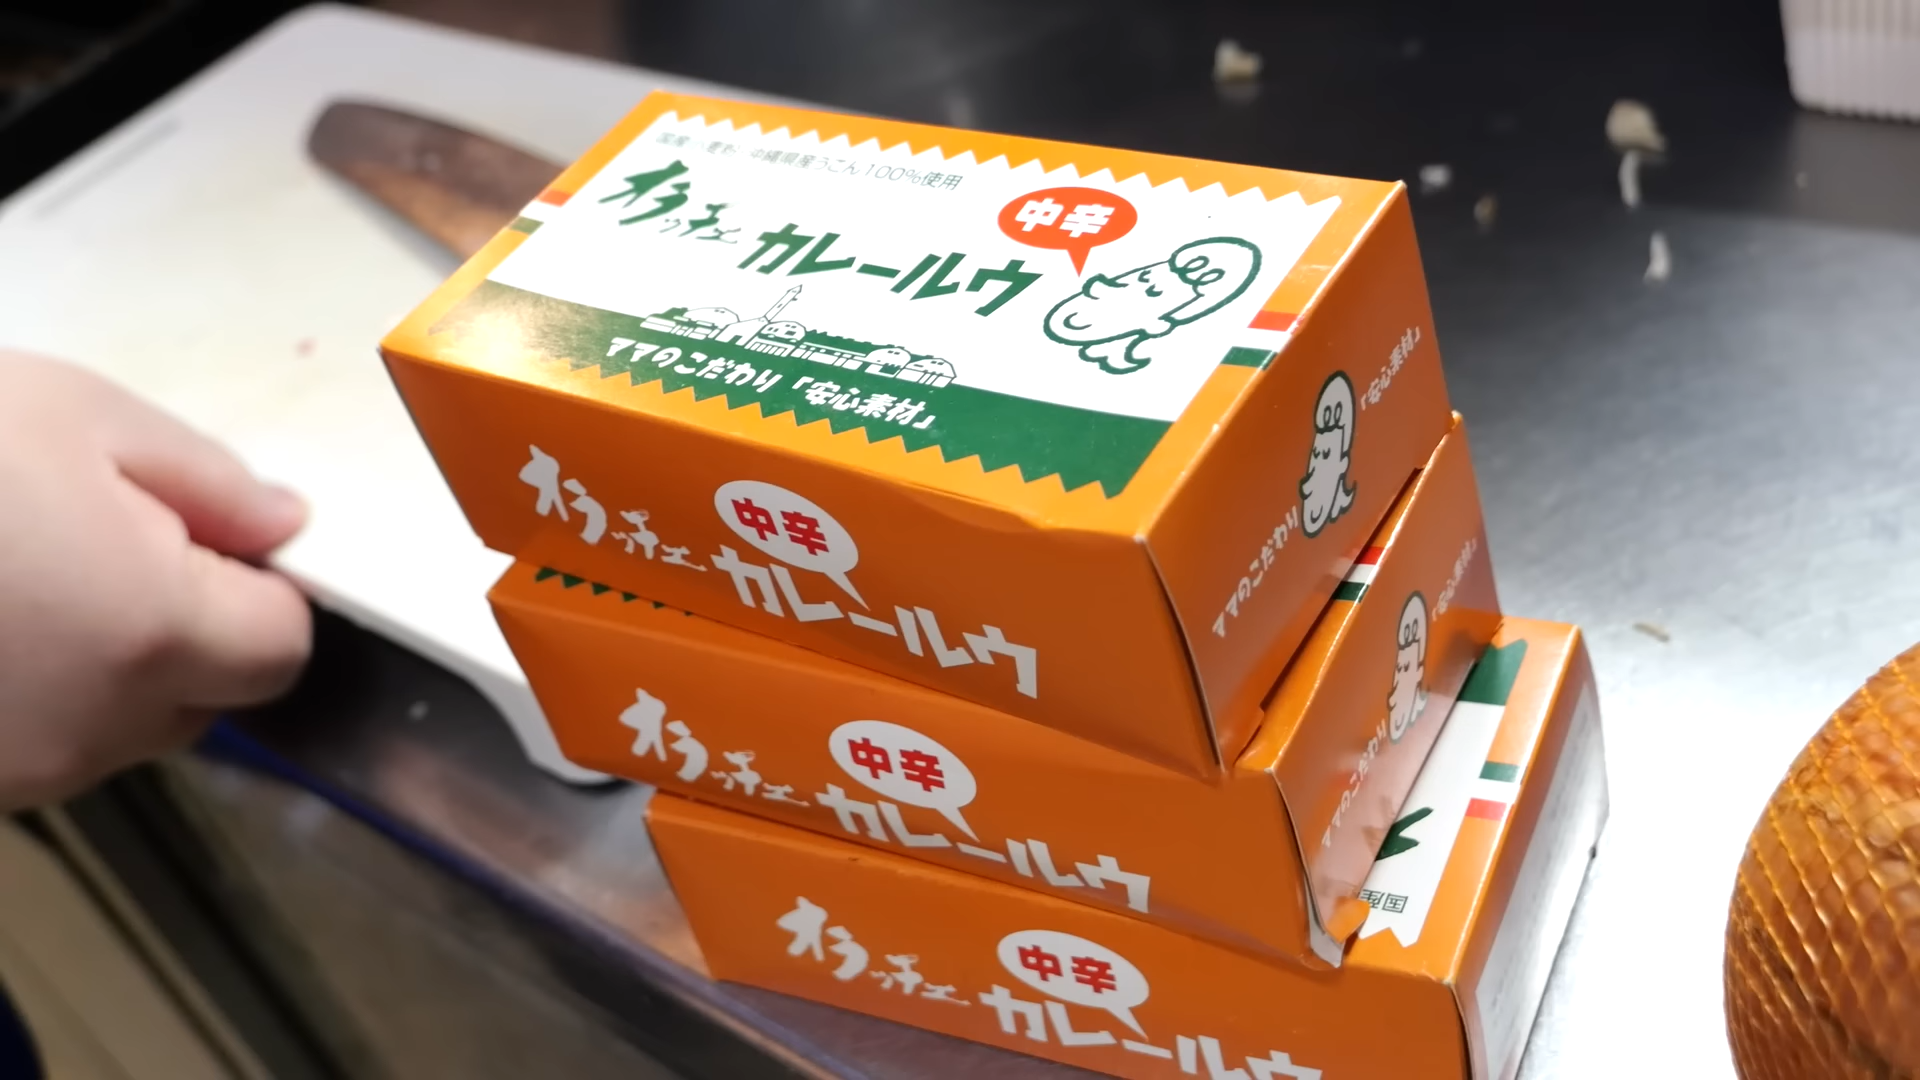 国産小麦粉・沖縄県産うこん100%使用
オラッチェ
カレールウ
中辛
ママのこだわり「安心素材」
オラッチェ
中辛
カレールウ
ママのこだわり
「安心素材」
オラッチェ
中辛
カレールウ
ママのこだわり
「安心素材」
国産
オラッチェ
中辛
カレールウ